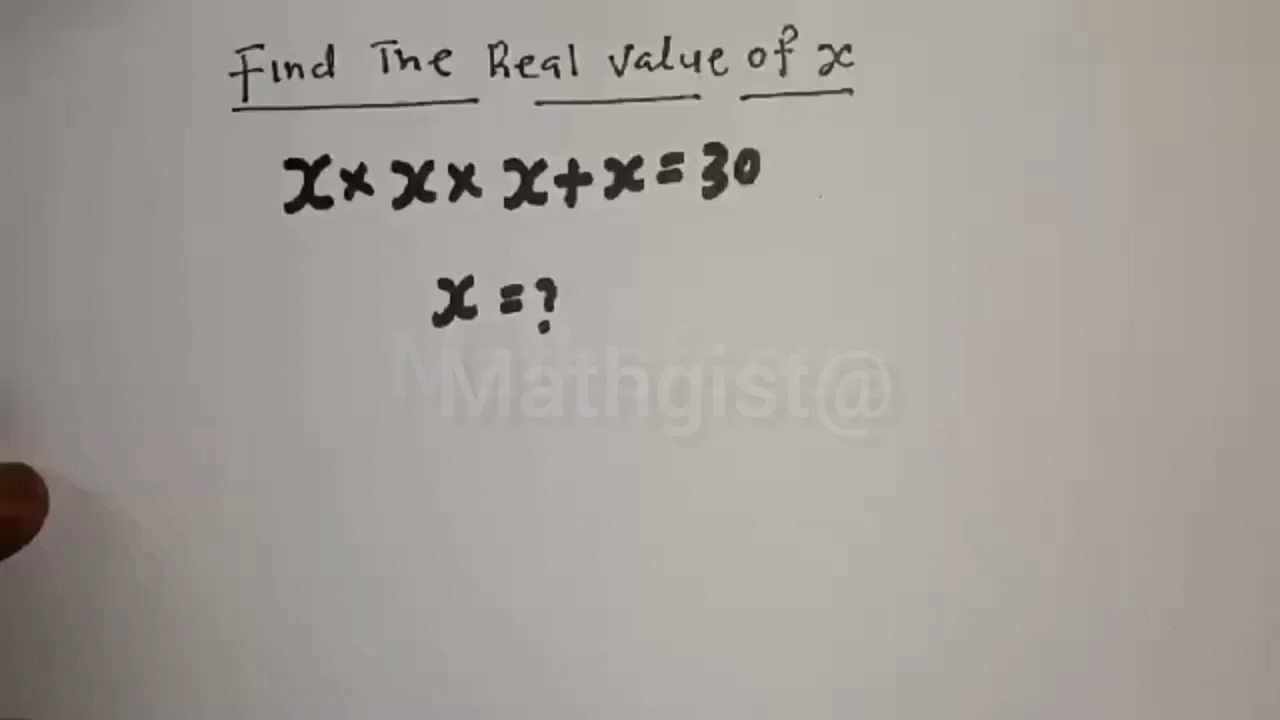 Find The Real Value of x
x × x × x + x = 30
x = ?
Mathgist@